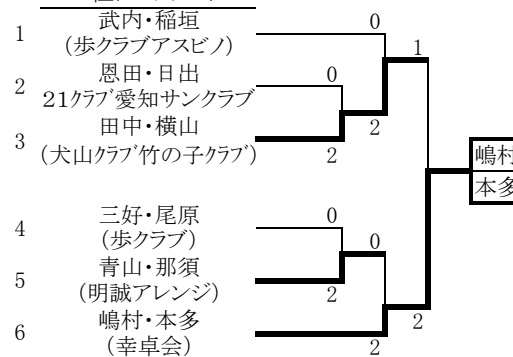 1 武内・稲垣 0
(歩クラブアスピノ) 1
2 恩田・日出 0
21クラブ愛知サンクラブ
3 田中・横山 2
(犬山クラブ竹の子クラブ) 2
嶋村
本多
4 三好・尾原 0
(歩クラブ) 0
5 青山・那須
(明誠アレンジ) 2
6 嶋村・本多 2
(幸卓会) 2